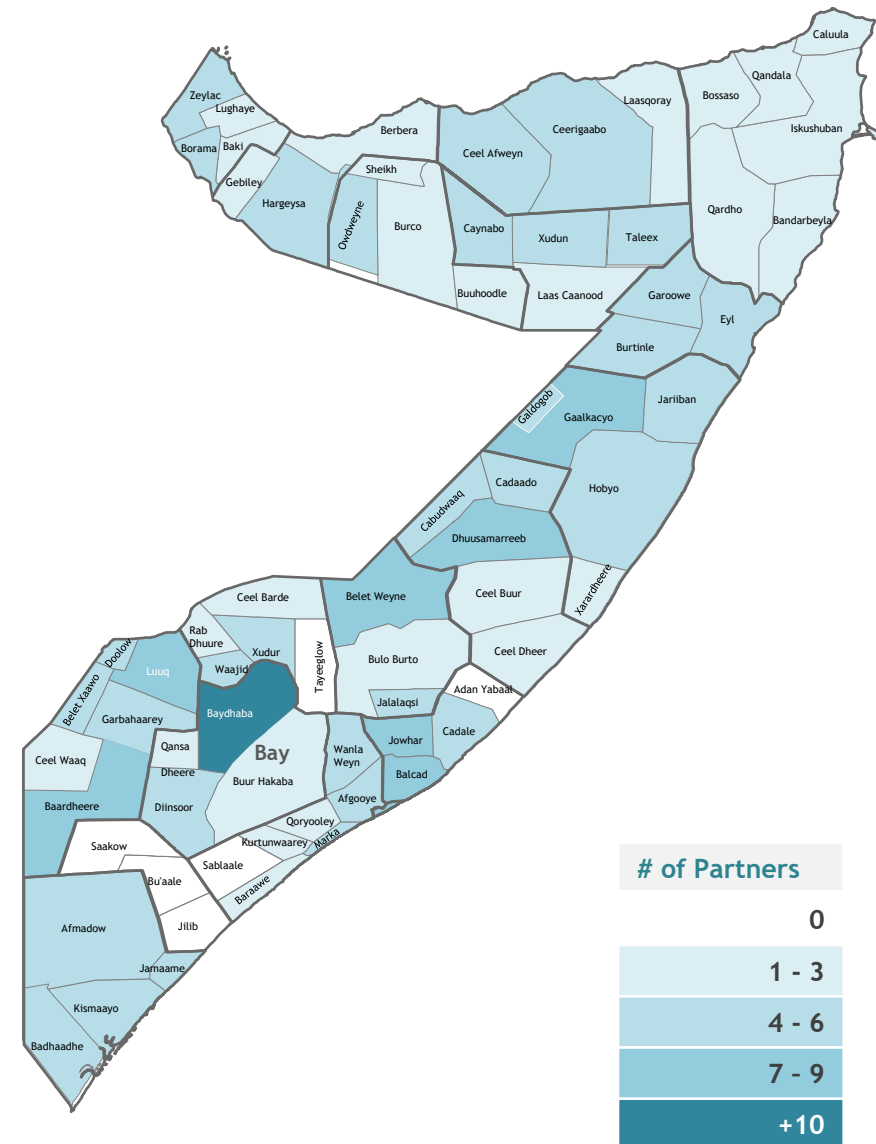 Caluula
Qandala
Bossaso
Laasqoray
Zeylac
Lughaye
Iskushuban
Ceerigaabo
Berbera
Borama
Baki
Ceel Afweyn
Sheikh
Gebiley
Hargeysa
Qardho
Bandarbeyla
Owdweyne
Burco
Caynabo
Xudun
Taleex
Buuhoodle
Laas Caanood
Garoowe
Eyl
Burtinle
Galdogob
Gaalkacyo
Jariiban
Cadaado
Hobyo
Cabudwaaq
Dhuusamarreeb
Xarardheere
Ceel Barde
Belet Weyne
Ceel Buur
Rab
Dhuure
Xudur
Ceel Dheer
Doolow
Luuq
Waajid
Tayeeglow
Bulo Burto
Adan Yabaal
Belet Xaawo
Garbahaarey
Baydhaba
Jalalaqsi
Cadale
Qansa
Dheere
Bay
Wanla
Weyn
Jowhar
Ceel Waaq
Buur Hakaba
Balcad
Baardheere
Diinsoor
Afgooye
Qoryooley
Saakow
Kurtunwaarey
Marka
Sablaale
Bu'aale
Baraawe
Jilib
Afmadow
Jamaame
Kismaayo
Badhaadhe
# of Partners
0
1 - 3
4 - 6
7 - 9
+10